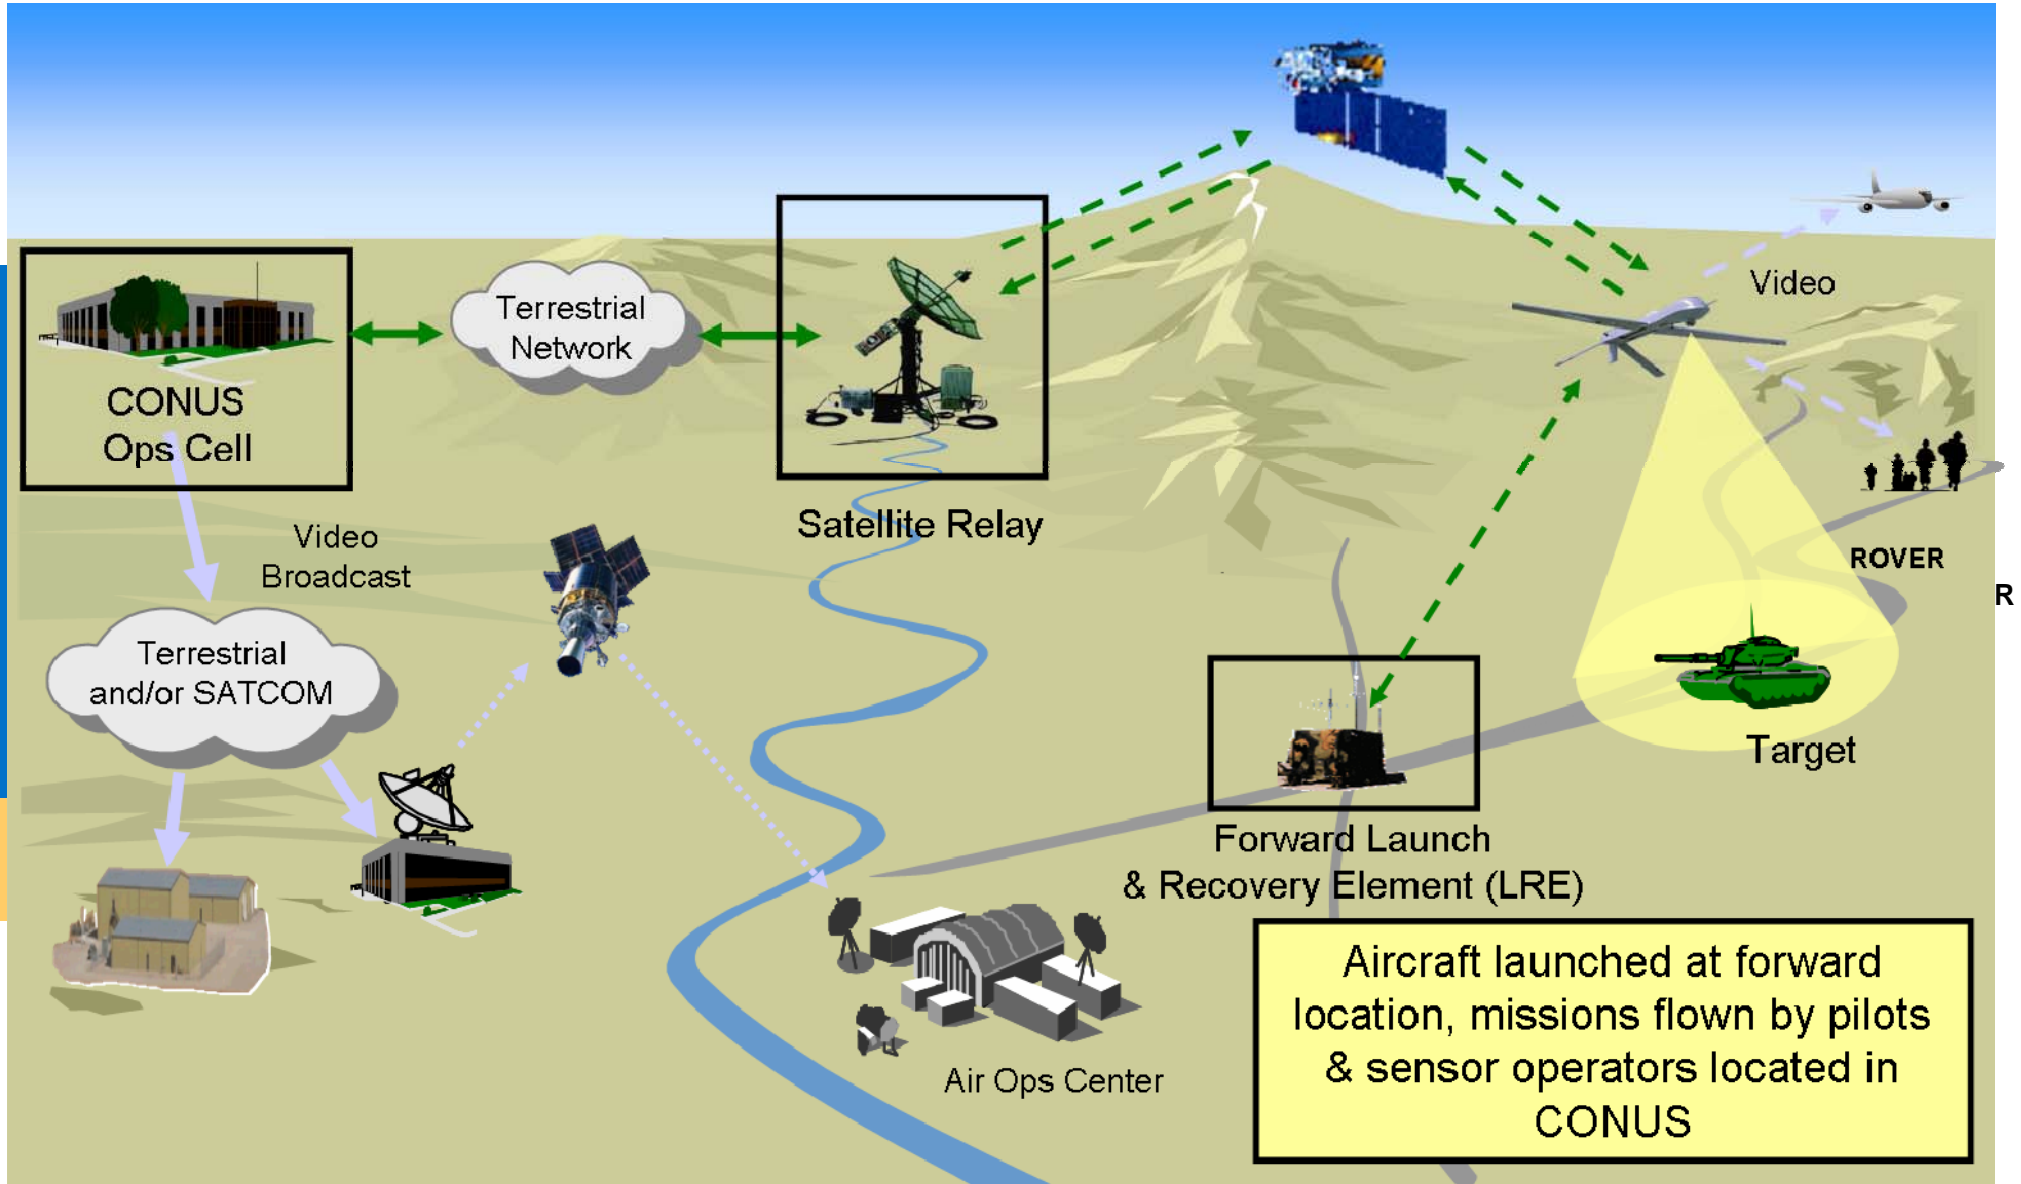 Video
Terrestrial
Network
CONUS
Ops Cell
Satellite Relay
Video
Broadcast
ROVER
R
Terrestrial
and/or SATCOM
Target
Forward Launch
& Recovery Element (LRE)
Air Ops Center
Aircraft launched at forward
location, missions flown by pilots
& sensor operators located in
CONUS